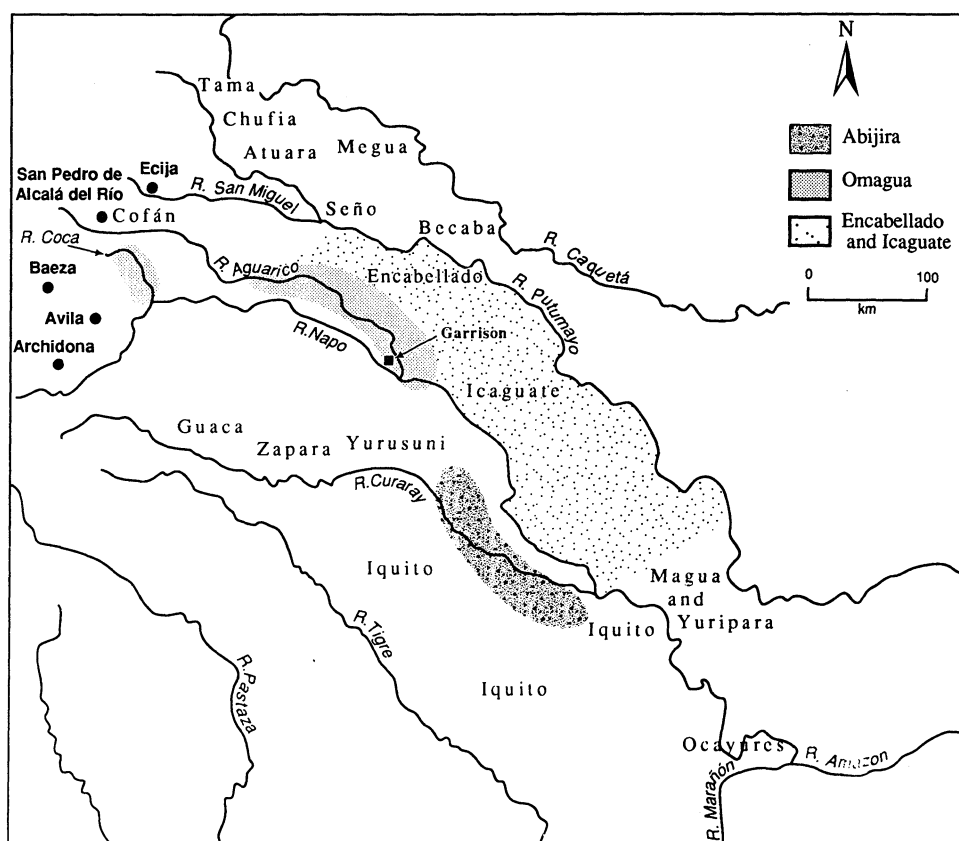 N
Tama
Chufia
Atuara
Megua
Abijira
Omagua
Encabellado
and Icaguate
0 100
km
San Pedro de
Alcalá del Río
Ecija
R. San Miguel
Cofán
Seño
R. Coca
Becaba
R. Caquetá
Baeza
R. Aguarico
Encabellado
R. Putumayo
Avila
R. Napo
Garrison
Archidona
Icaguate
Guaca
Zapara
Yurusuni
R. Curaray
Iquito
Magua
and
Yuripara
Iquito
R. Tigre
R. Pastaza
Iquito
Ocayures
R. Amazon
R. Marañón